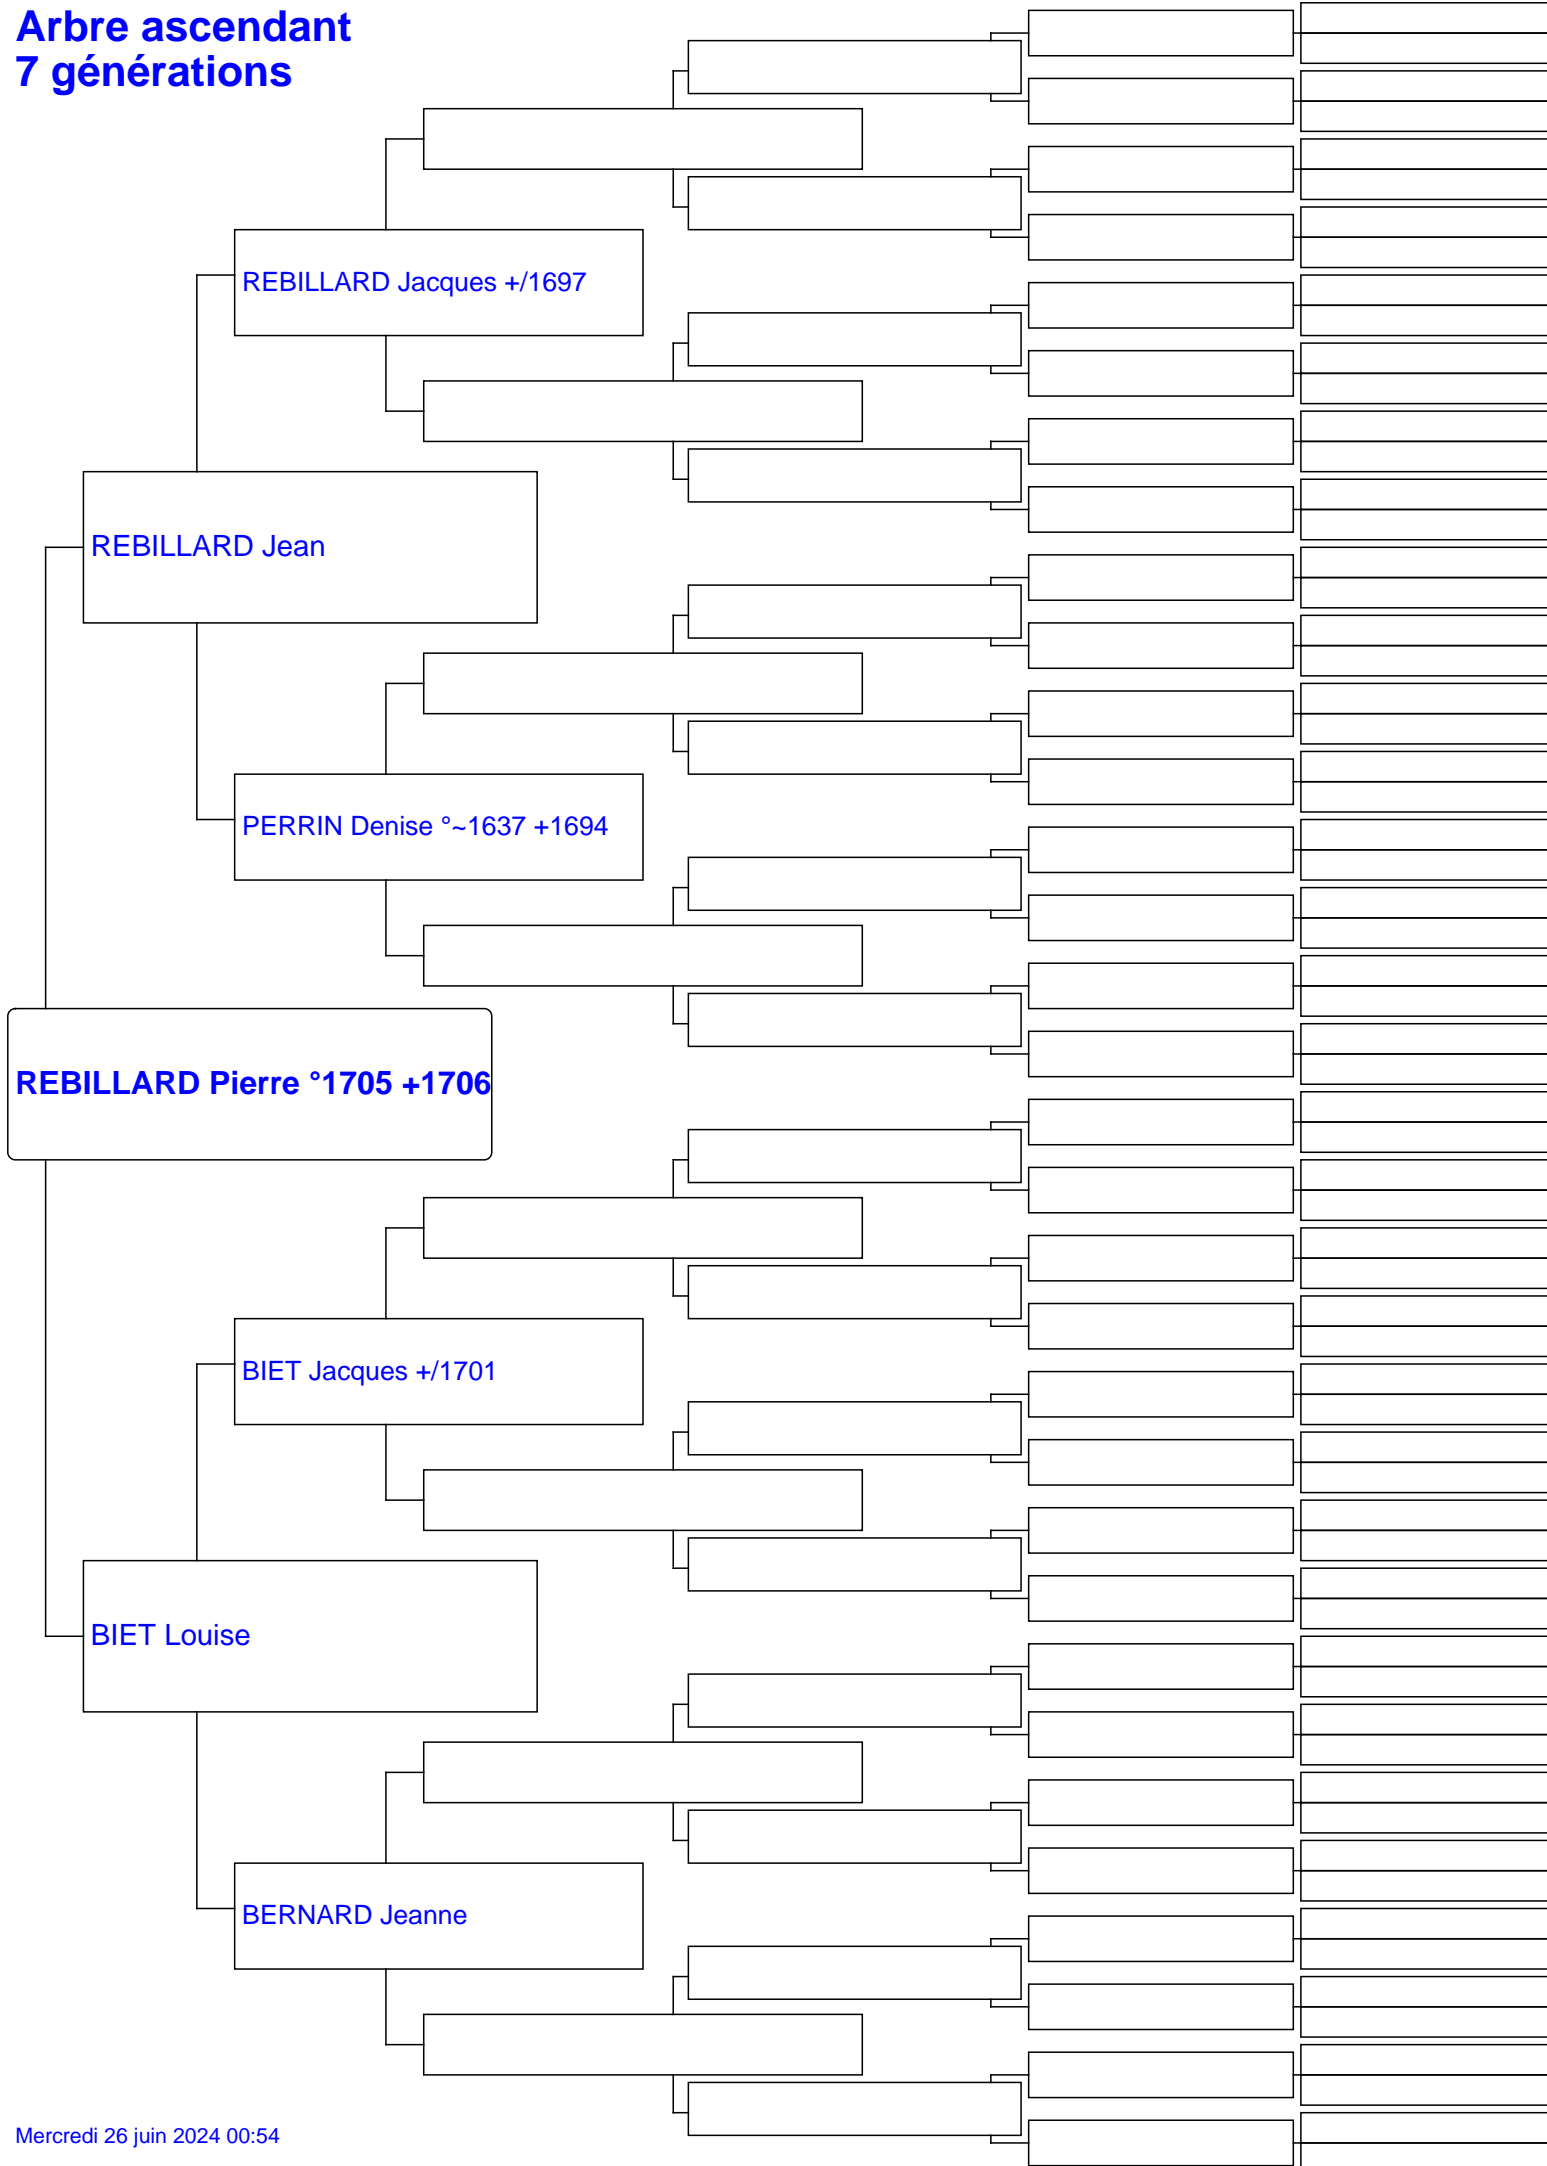 Arbre ascendant
7 générations
REBILLARD Jacques +/1697
REBILLARD Jean
PERRIN Denise °~1637 +1694
REBILLARD Pierre °1705 +1706
BIET Jacques +/1701
BIET Louise
BERNARD Jeanne
Mercredi 26 juin 2024 00:54